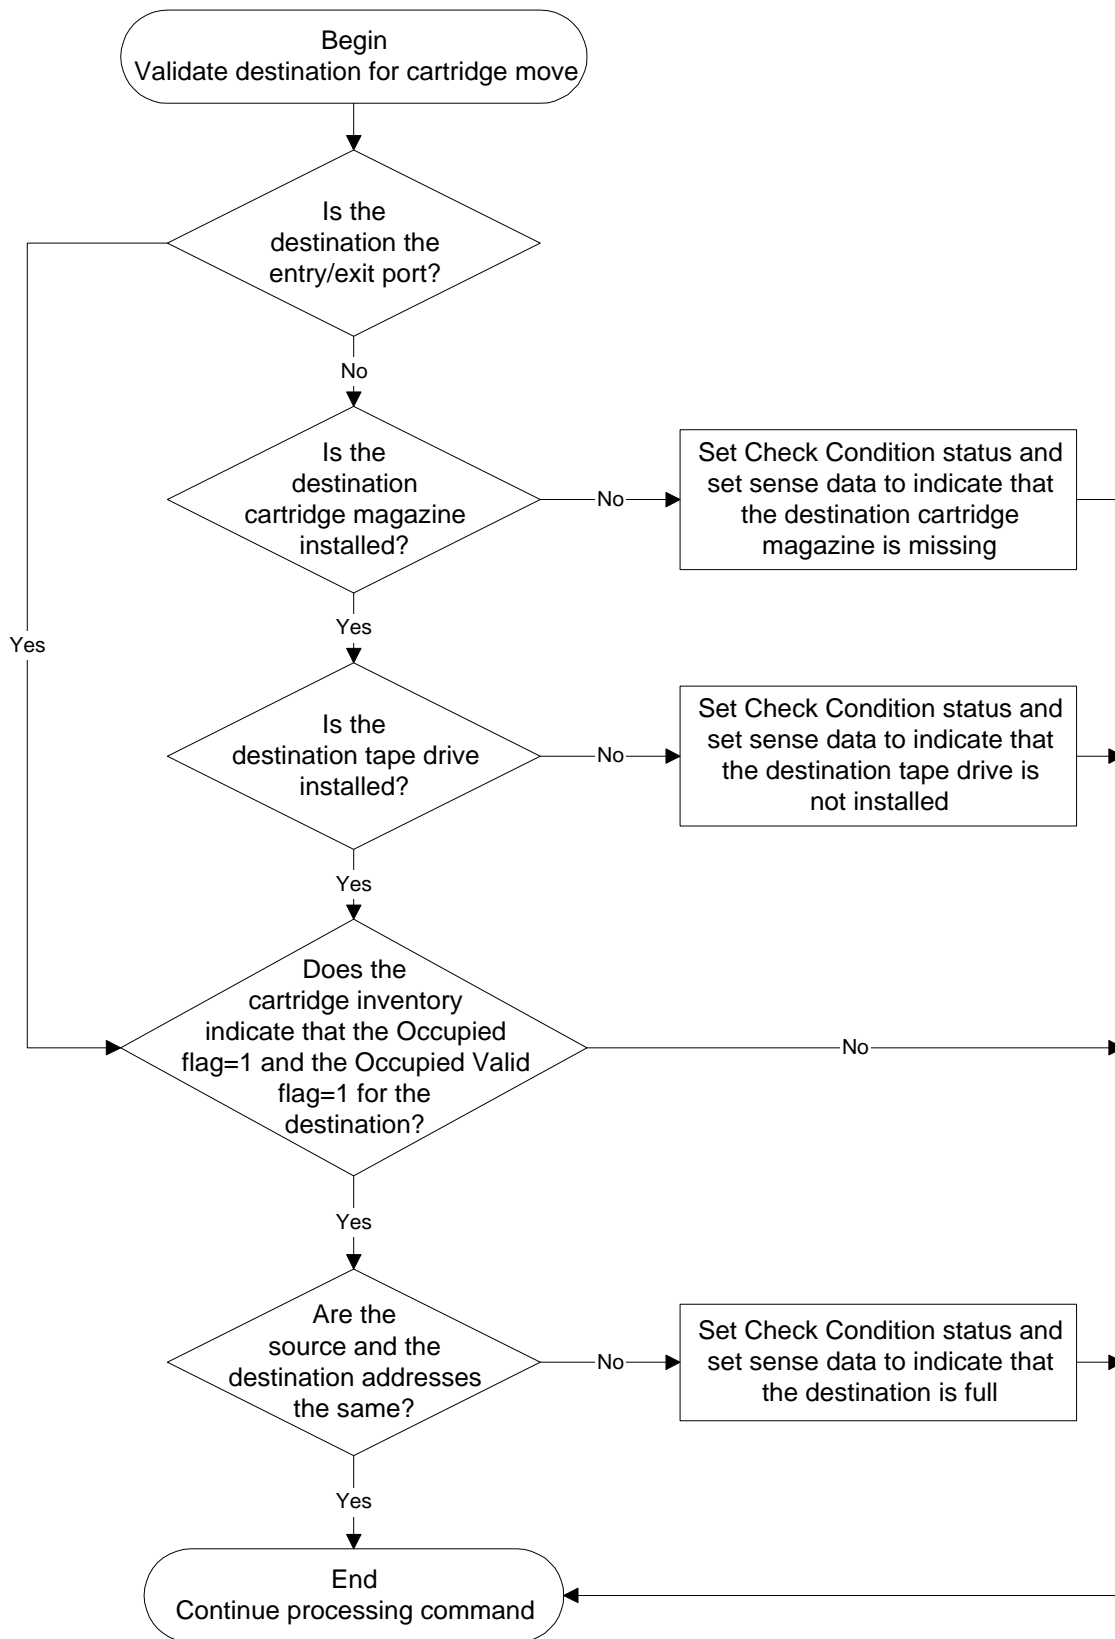 Begin
Validate destination for cartridge move
Is the
destination the
entry/exit port?
No
Is the
destination
cartridge magazine
installed?
No
Set Check Condition status and
set sense data to indicate that
the destination cartridge
magazine is missing
Yes
Yes
Is the
destination tape drive
installed?
No
Set Check Condition status and
set sense data to indicate that
the destination tape drive is
not installed
Yes
Does the
cartridge inventory
indicate that the Occupied
flag=1 and the Occupied Valid
flag=1 for the
destination?
No
Yes
Are the
source and the
destination addresses
the same?
No
Set Check Condition status and
set sense data to indicate that
the destination is full
Yes
End
Continue processing command